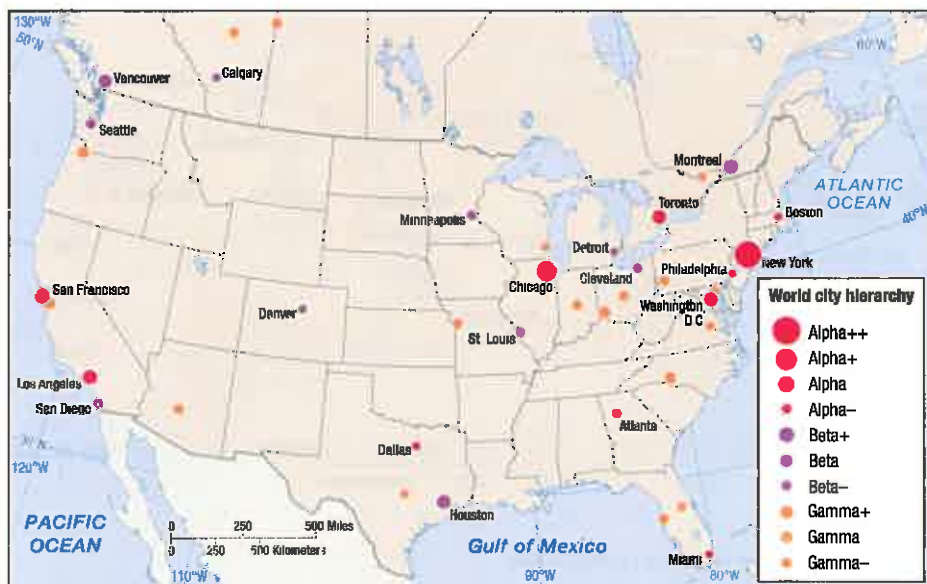 130°W
50°N
60°W
Vancouver
Calgary
Seattle
Montreal
ATLANTIC
OCEAN
Toronto
Boston
40°N
Minneapolis
Detroit
New York
Cleveland
Philadelphia
Chicago
San Francisco
Washington,
D C
Denver
St Louis
Los Angeles
San Diego
Atlanta
Dallas
120°W
Houston
PACIFIC
OCEAN
0 250 500 Miles
0 250 500 Kilometers
Gulf of Mexico
Miami
110°W
90°W
80°W
World city hierarchy
Alpha++
Alpha+
Alpha
Alpha–
Beta+
Beta
Beta–
Gamma+
Gamma
Gamma–